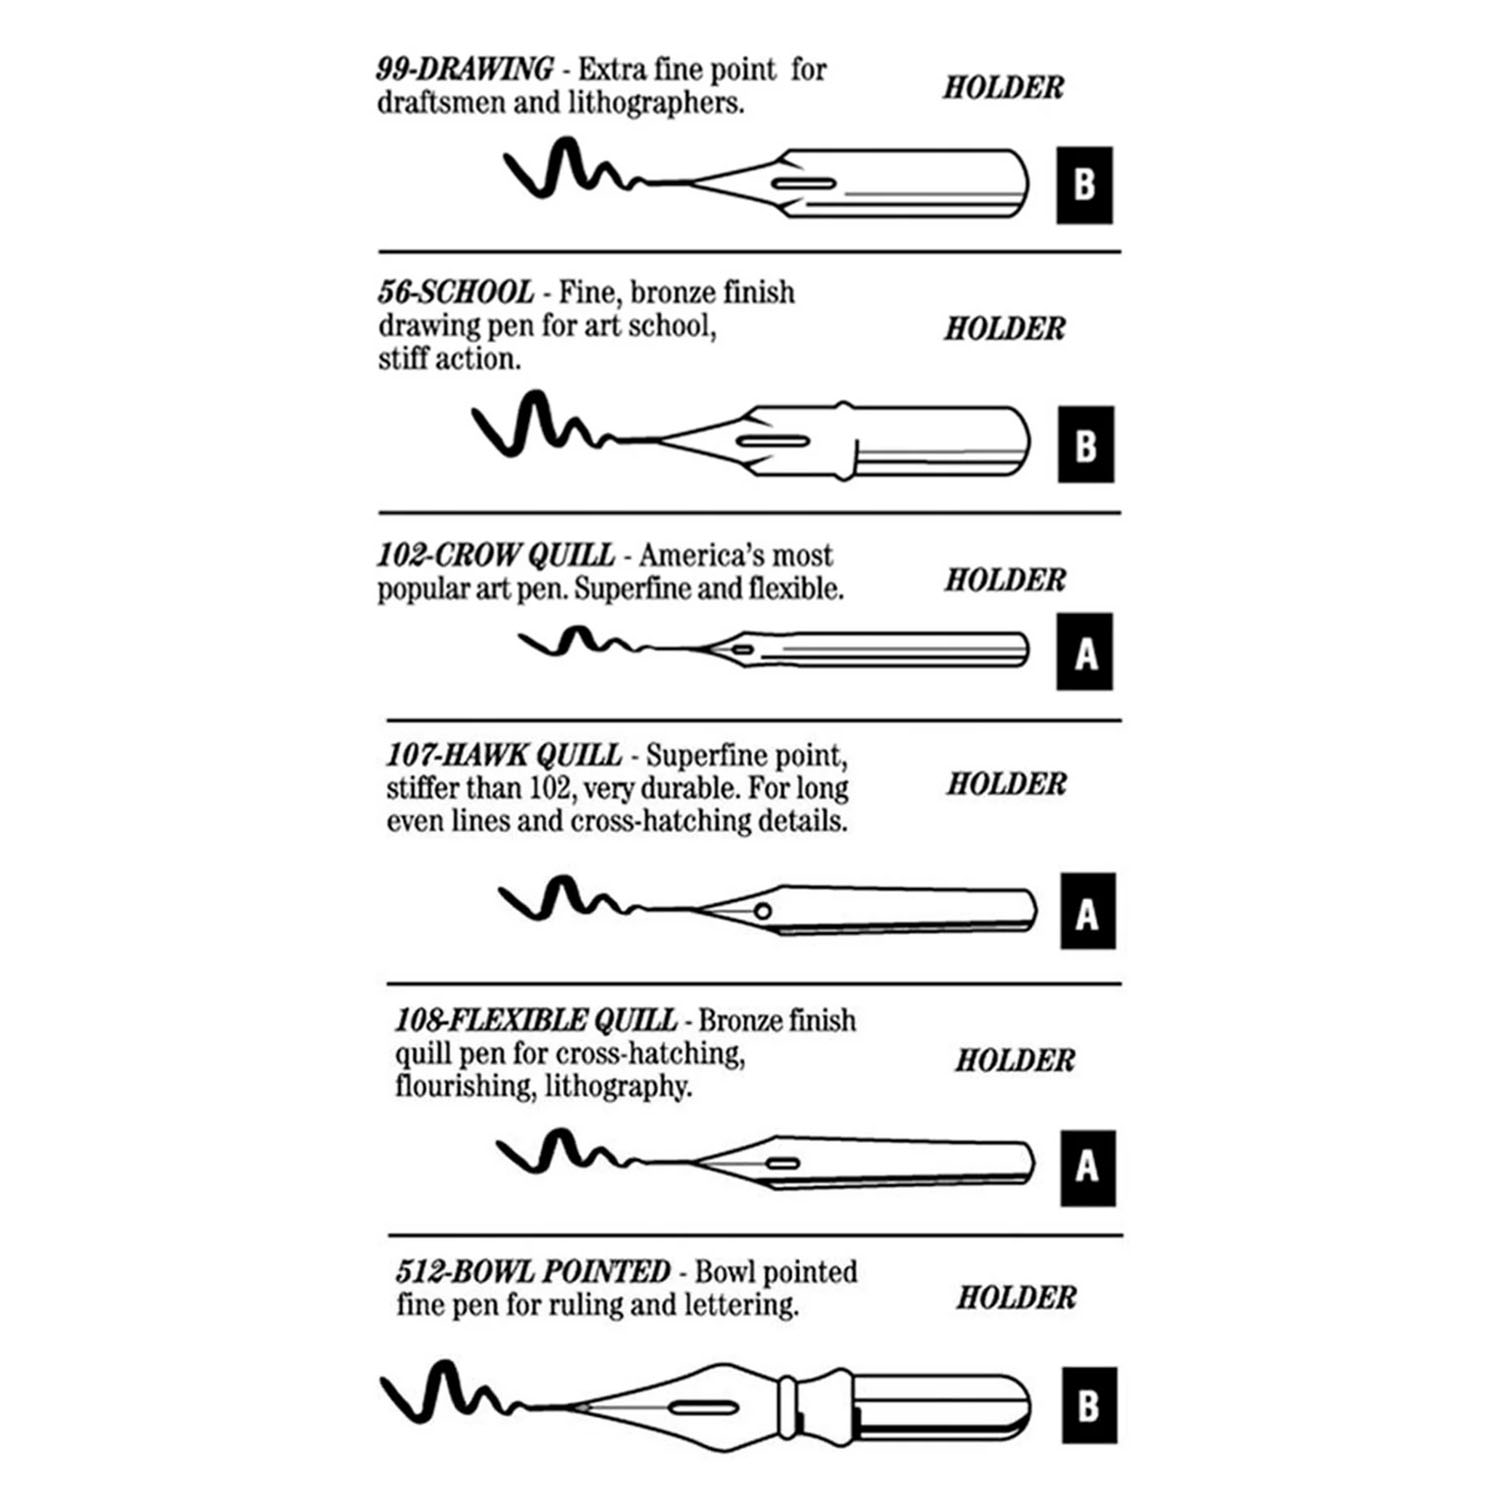 99-DRAWING - Extra fine point for
draftsmen and lithographers.
HOLDER
B
56-SCHOOL - Fine, bronze finish
drawing pen for art school,
stiff action.
HOLDER
B
102-CROW QUILL - America's most
popular art pen. Superfine and flexible.
HOLDER
A
107-HAWK QUILL - Superfine point,
stiffer than 102, very durable. For long
even lines and cross-hatching details.
HOLDER
A
108-FLEXIBLE QUILL - Bronze finish
quill pen for cross-hatching,
flourishing, lithography.
HOLDER
A
512-BOWL POINTED - Bowl pointed
fine pen for ruling and lettering.
HOLDER
B